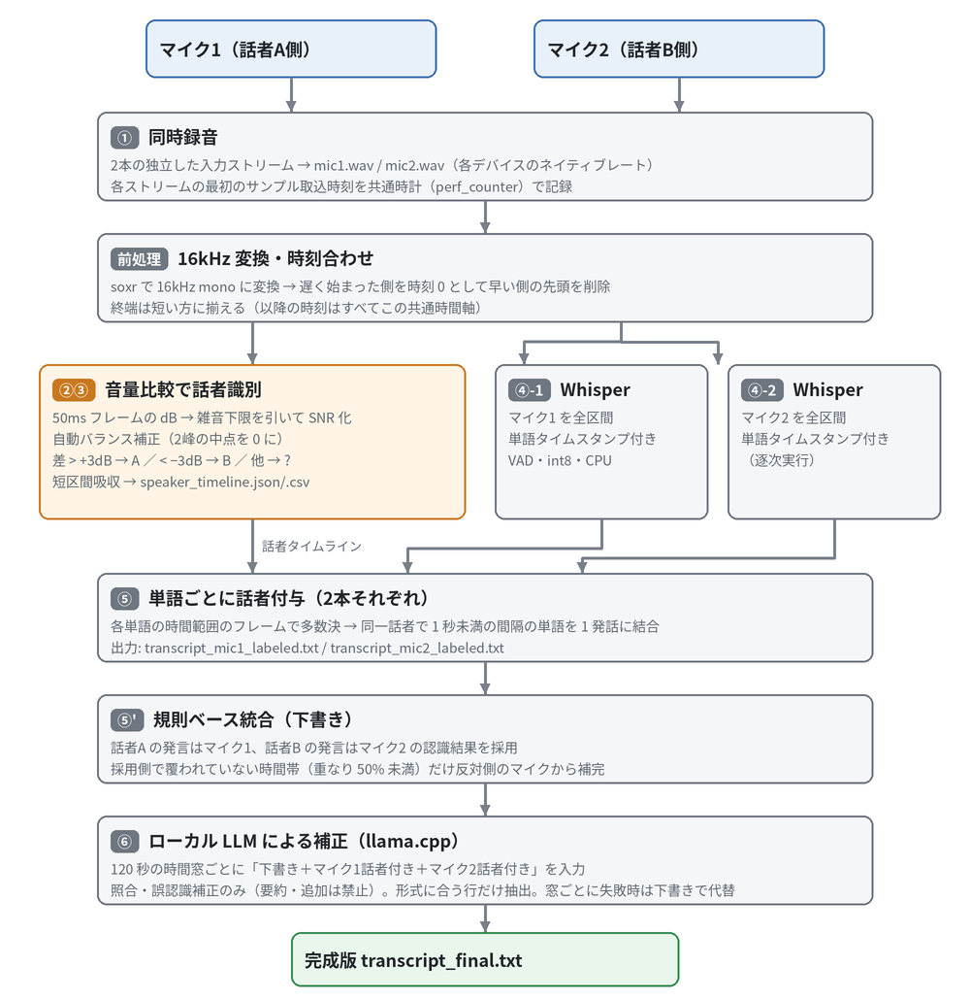 マイク1（話者A側）
マイク2（話者B側）
① 同時録音
2本の独立した入力ストリーム → mic1.wav / mic2.wav（各デバイスのネイティブレート）
各ストリームの最初のサンプル取込時刻を共通時計（perf_counter）で記録
前処理 16kHz 変換・時刻合わせ
soxr で 16kHz mono に変換 → 遅く始まった側を時刻 0 として早い側の先頭を削除
終端は短い方に揃える（以降の時刻はすべてこの共通時間軸）
②③ 音量比較で話者識別
50ms フレームの dB → 雑音下限を引いて SNR 化
自動バランス補正（2峰の中点を 0 に）
差 > +3dB → A ／ < −3dB → B ／ 他 → ?
短区間吸収 → speaker_timeline.json/.csv
④-1 Whisper
マイク1 を全区間
単語タイムスタンプ付き
VAD・int8・CPU
④-2 Whisper
マイク2 を全区間
単語タイムスタンプ付き
（逐次実行）
話者タイムライン
⑤ 単語ごとに話者付与（2本それぞれ）
各単語の時間範囲のフレームで多数決 → 同一話者で 1 秒未満の間隔の単語を 1 発話に結合
出力: transcript_mic1_labeled.txt / transcript_mic2_labeled.txt
⑤' 規則ベース統合（下書き）
話者A の発言はマイク1、話者B の発言はマイク2 の認識結果を採用
採用側で覆われていない時間帯（重なり 50% 未満）だけ反対側のマイクから補完
⑥ ローカル LLM による補正（llama.cpp）
120 秒の時間窓ごとに「下書き＋マイク1話者付き＋マイク2話者付き」を入力
照合・誤認識補正のみ（要約・追加は禁止）。形式に合う行だけ抽出。窓ごとに失敗時は下書きで代替
完成版 transcript_final.txt